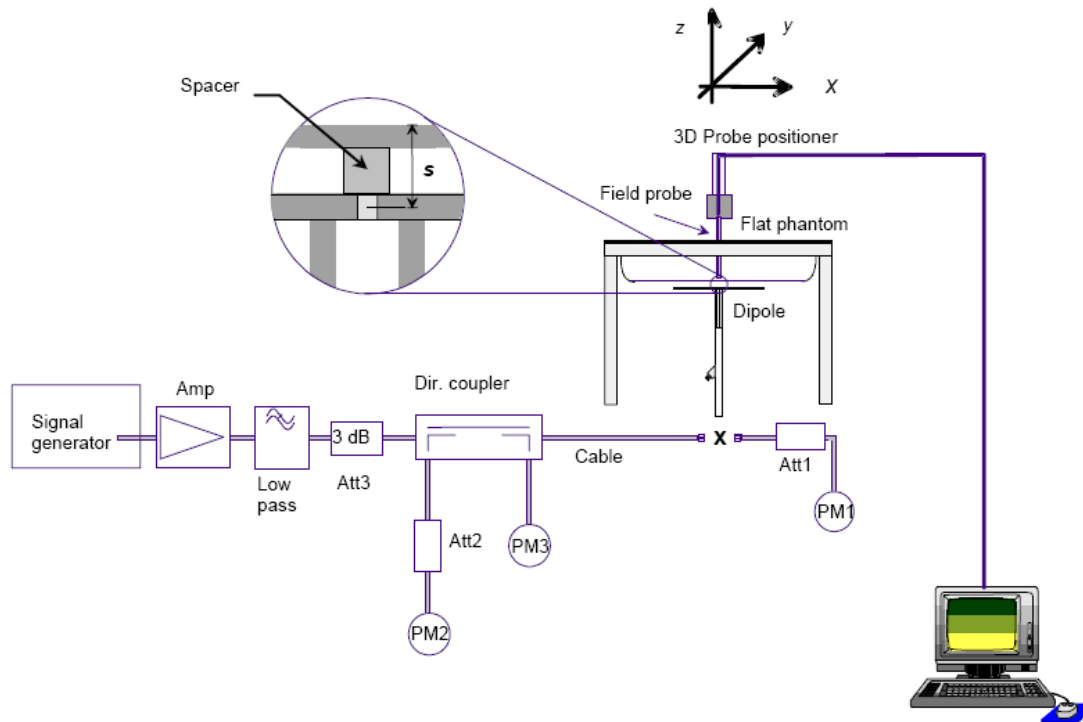 z
y
X
Spacer
s
3D Probe positioner
Field probe
Flat phantom
Dipole
Dir. coupler
Amp
Signal
generator
3 dB
X
Cable
Att1
Low
pass
Att3
PM1
Att2
PM3
PM2